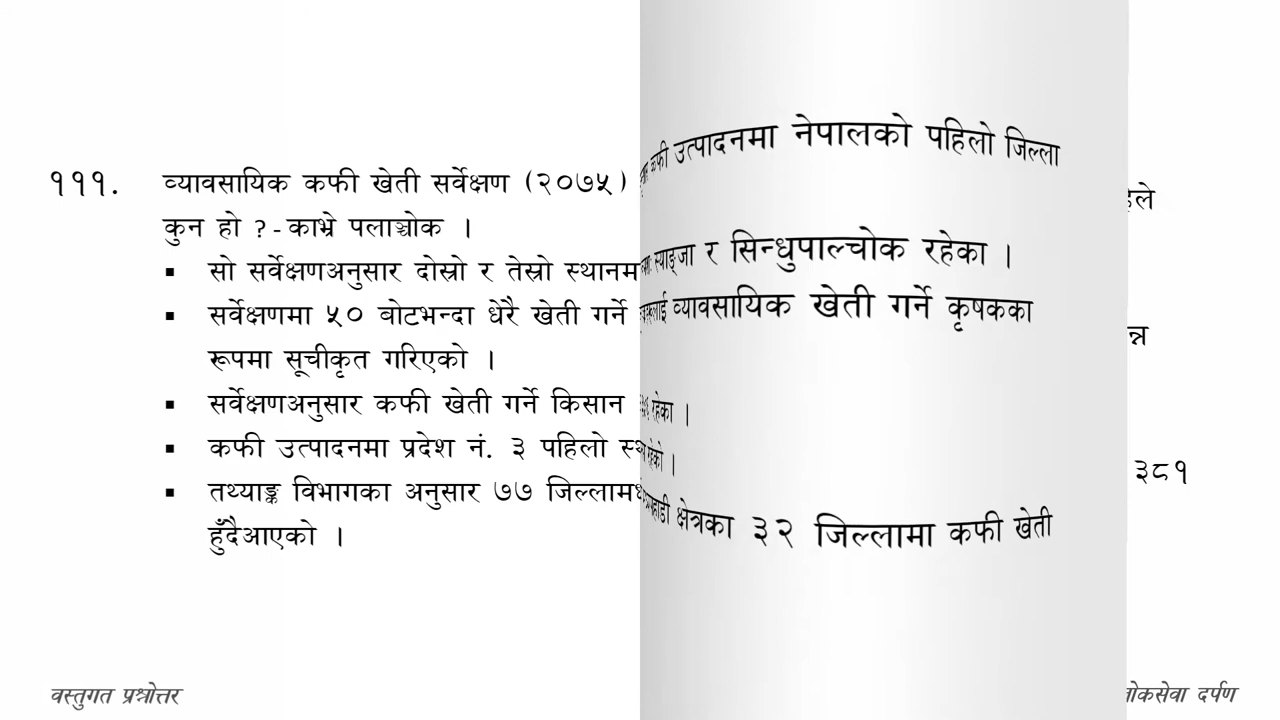 १११. व्यावसायिक कफी खेती सर्वेक्षण (२०७५) कफी उत्पादनमा नेपालको पहिलो जिल्ला
कुन हो ? - काभ्रे पलाञ्चोक ।
▪ सो सर्वेक्षणअनुसार दोस्रो र तेस्रो स्थानमा स्याङ्जा र सिन्धुपाल्चोक रहेका ।
▪ सर्वेक्षणमा ५० बोटभन्दा धेरै खेती गर्ने व्यावसायिक खेती गर्ने कृषकका
रूपमा सूचीकृत गरिएको ।
▪ सर्वेक्षणअनुसार कफी खेती गर्ने किसान रहेका ।
▪ कफी उत्पादनमा प्रदेश नं. ३ पहिलो रहेको ।
▪ तथ्याङ्क विभागका अनुसार ७७ क्षेत्रका ३२ जिल्लामा कफी खेती
हुँदैआएको ।
३८१
वस्तुगत प्रश्नोत्तर
लोकसेवा दर्पण